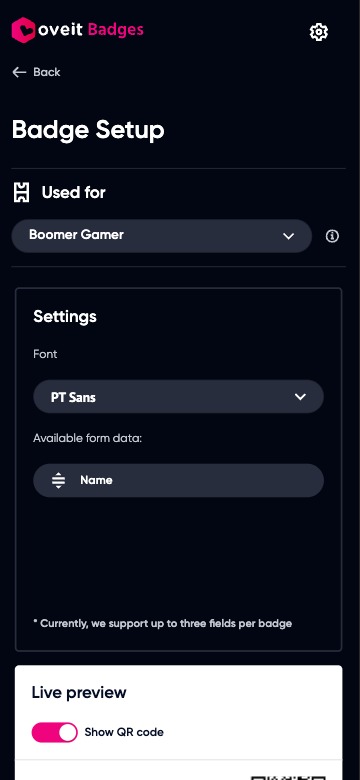 oveit Badges
Back
Badge Setup
Used for
Boomer Gamer
Settings
Font
PT Sans
Available form data:
Name
* Currently, we support up to three fields per badge
Live preview
Show QR code